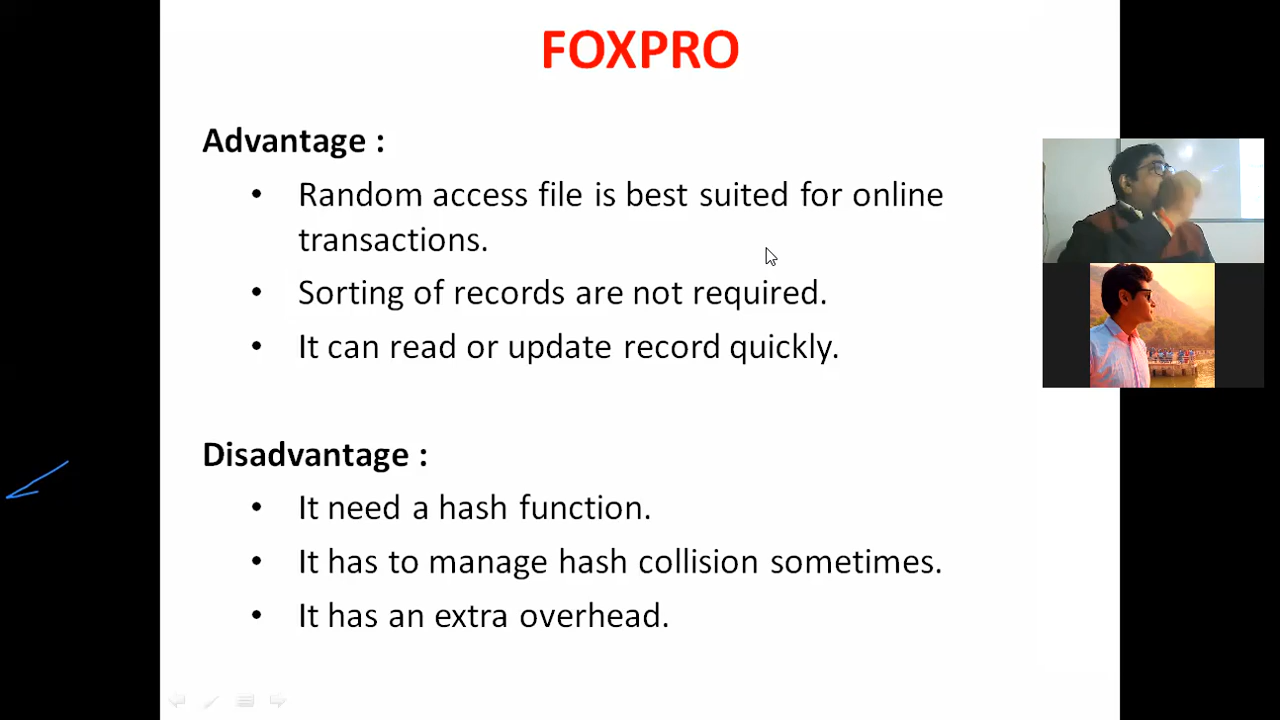 FOXPRO
Advantage :
• Random access file is best suited for online
transactions.
• Sorting of records are not required.
• It can read or update record quickly.
Disadvantage :
• It need a hash function.
• It has to manage hash collision sometimes.
• It has an extra overhead.